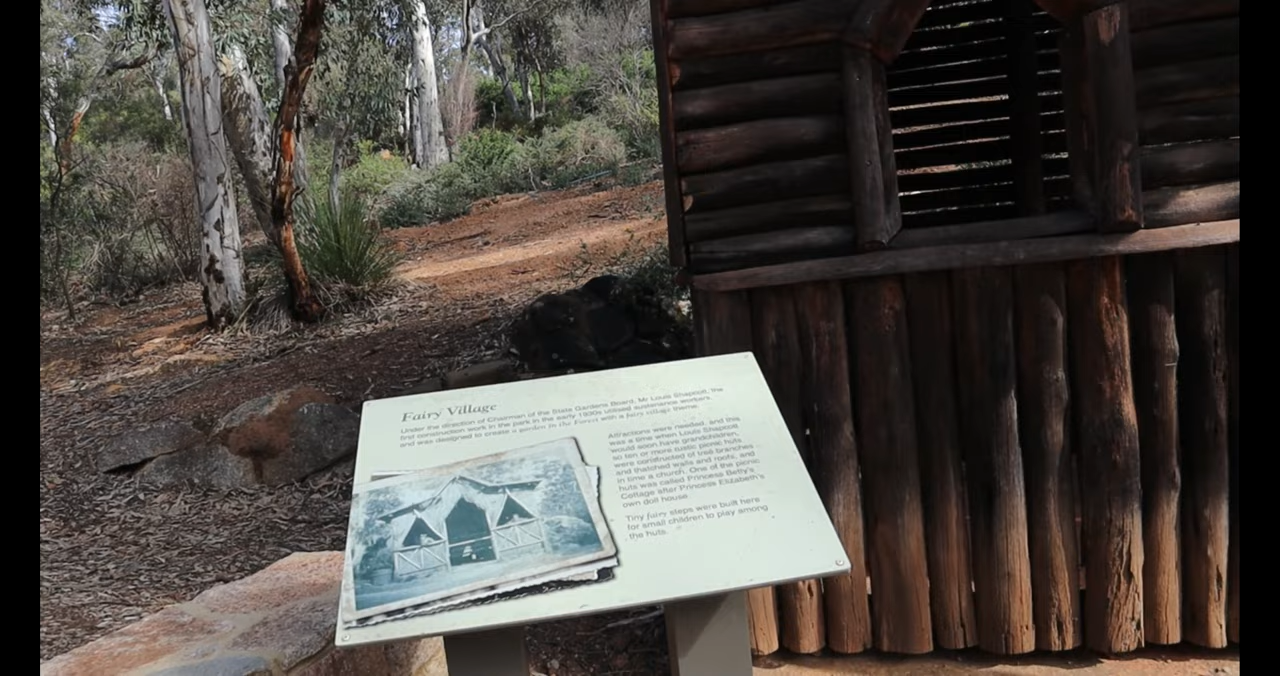 Fairy Village
Under the direction of Chairman of the State Gardens Board, Mr Louis Shapcott, the
first construction work in the park in the early 1930s utilised sustenance workers,
and was designed to create a garden in the Forest with a fairy village theme.
Attractions were needed, and this
was a time when Louis Shapcott
would soon have grandchildren,
so ten or more rustic picnic huts
were constructed of tree branches
and thatched walls and roofs, and
in time a church. One of the picnic
huts was called Princess Betty's
Cottage after Princess Elizabeth's
own doll house.
Tiny fairy steps were built here
for small children to play among
the huts.